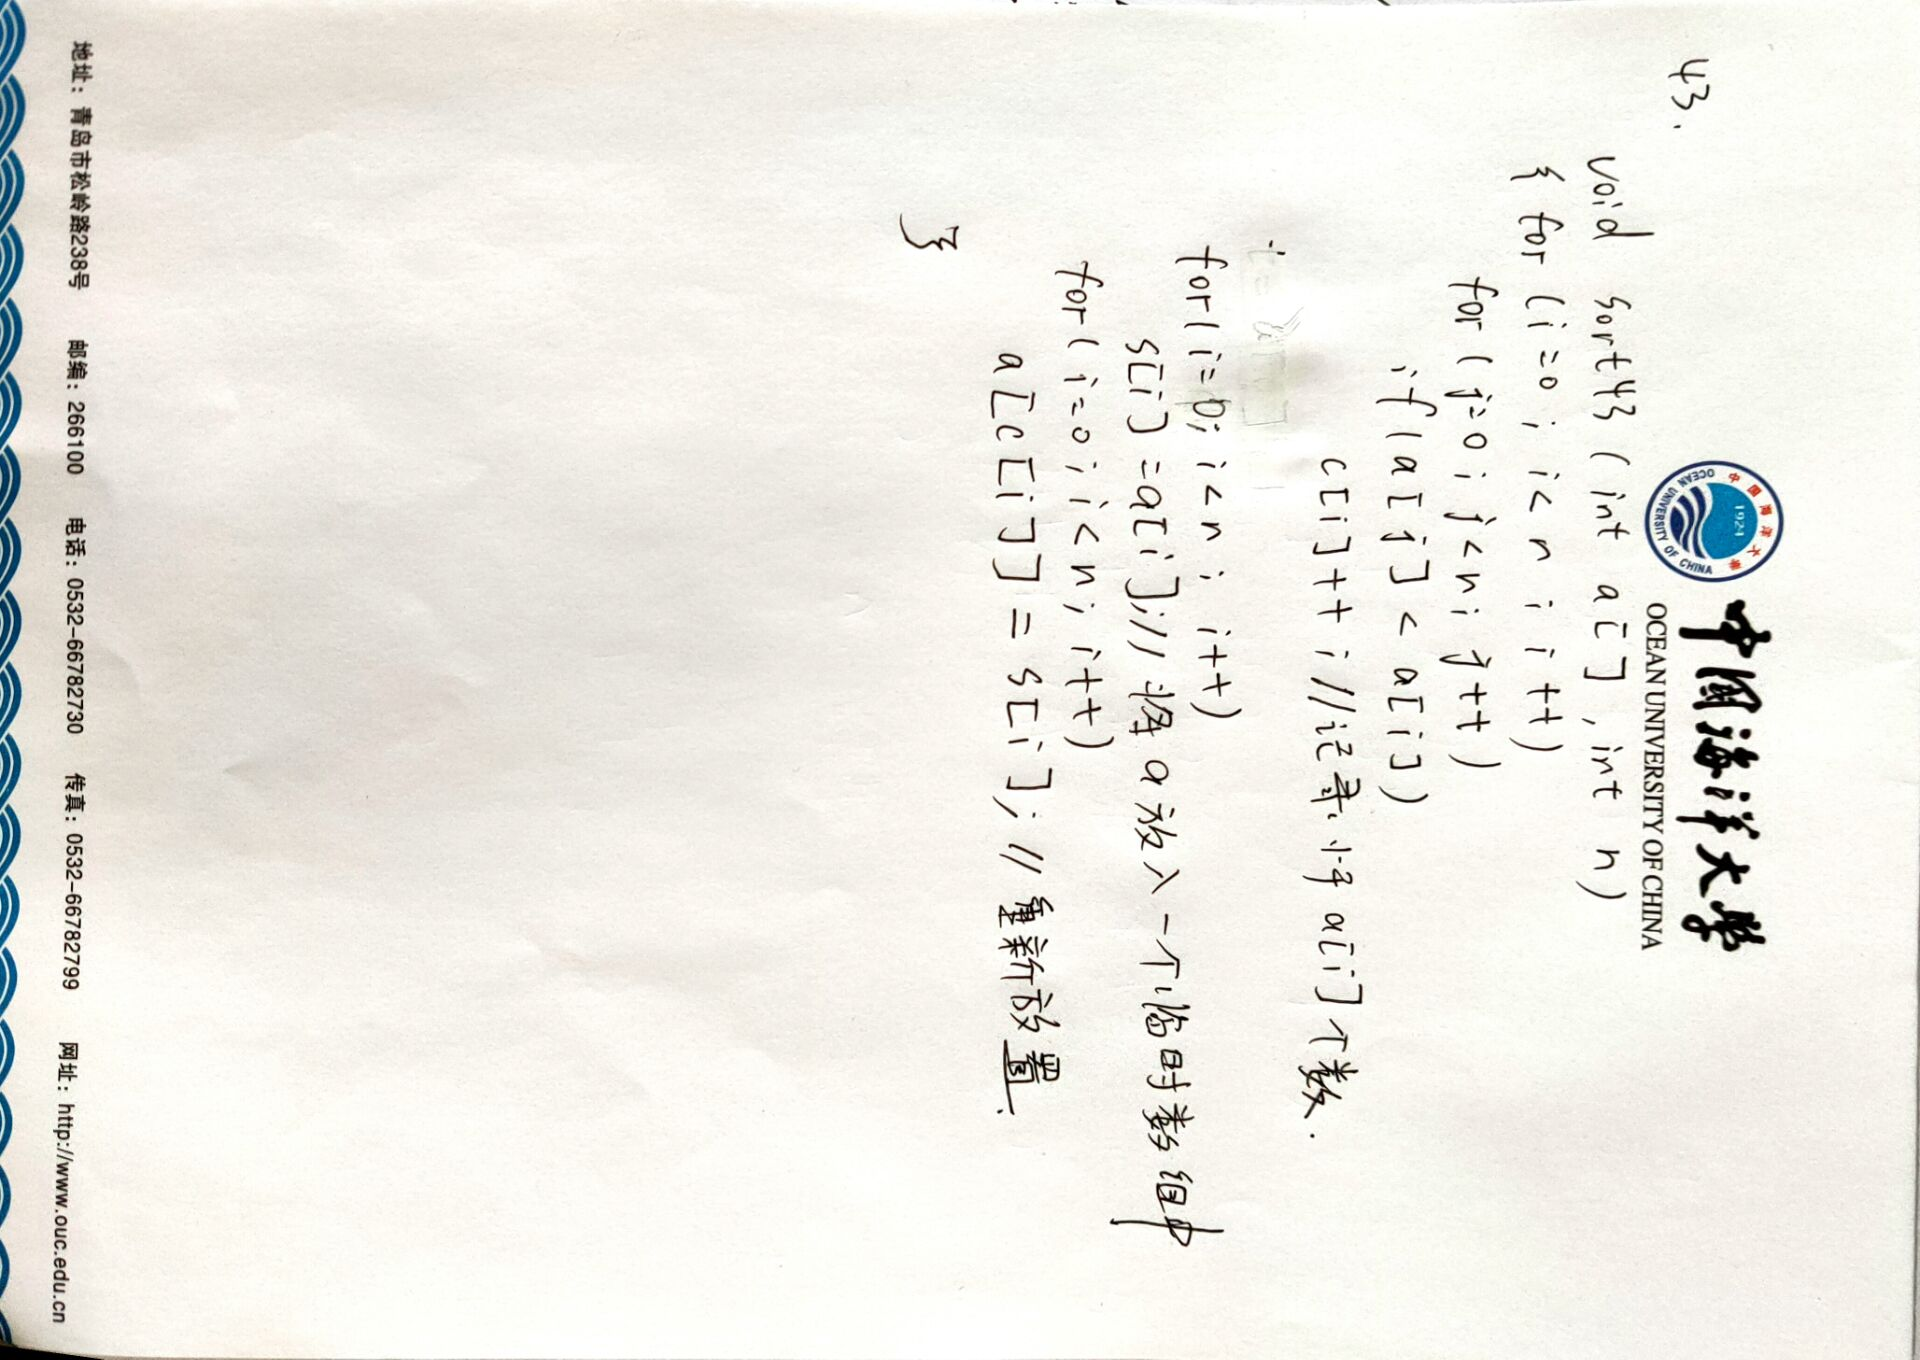 中国海洋大学
OCEAN UNIVERSITY OF CHINA
43.
void sort43 (int a[], int n)
{ for (i=0; i<n; i++)
for (j=0; j<n; j++)
if (a[j] < a[i])
c[i]++; //记录小于a[i]个数.
for(i=0; i<n; i++)
s[i]=a[i]; //将a放入一个临时数组中
for(i=0; i<n; i++)
a[c[i]] = s[i]; //重新放置.
}
地址：青岛市松岭路238号 邮编：266100 电话：0532-66782730 传真：0532-66782799 网址：http://www.ouc.edu.cn